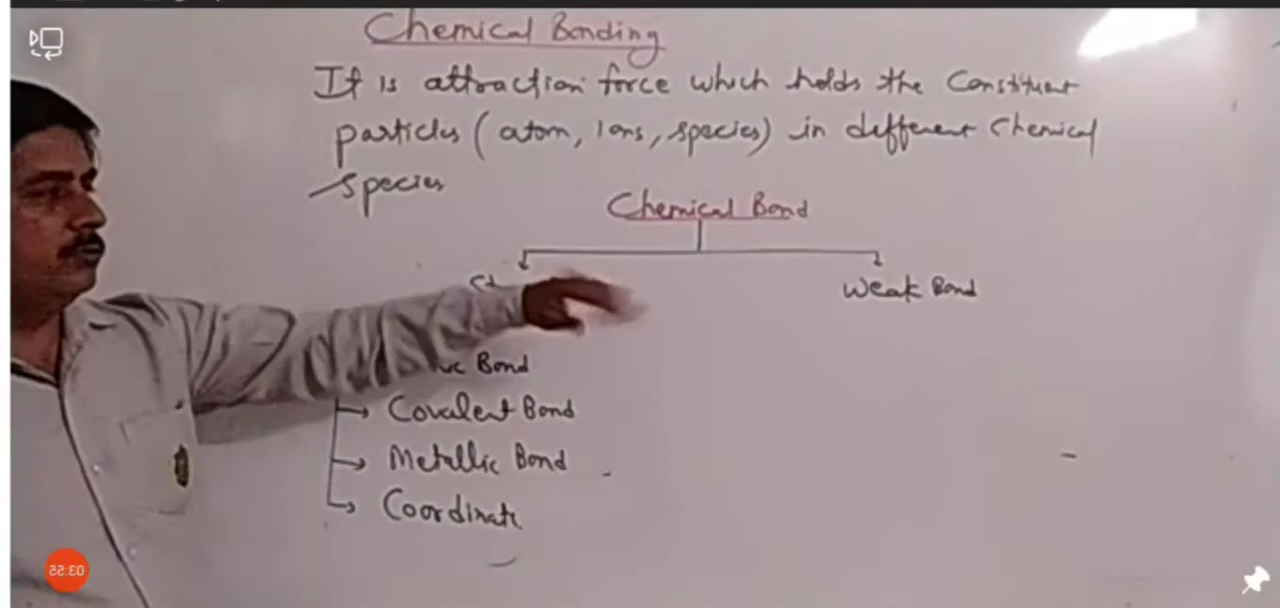 Chemical Bonding
It is attraction force which holds the Constituent
particles (atom, Ions, species) in different Chemical
species
Chemical Bond
Weak Bond
Bond
Covalent Bond
Metallic Bond
Coordinate
03:55